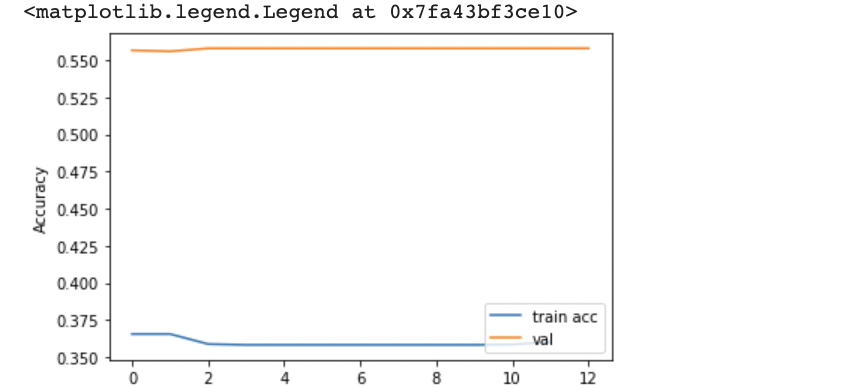 <matplotlib.legend.Legend at 0x7fa43bf3ce10>
0.550
0.525
0.500
0.475
0.450
0.425
0.400
0.375
0.350
Accuracy
train acc
val
0 2 4 6 8 10 12